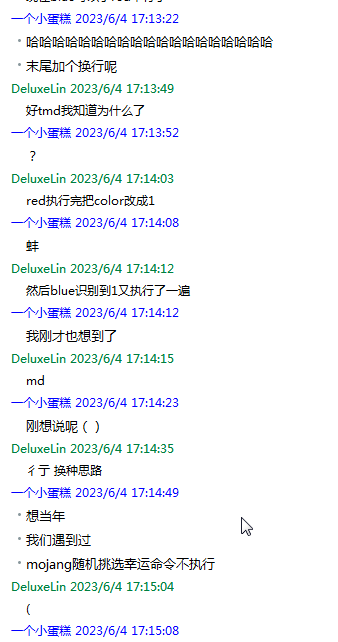 一个小蛋糕 2023/6/4 17:13:22
哈哈哈哈哈哈哈哈哈哈哈哈哈哈哈哈哈哈哈
末尾加个换行呢
DeluxeLin 2023/6/4 17:13:49
好tmd我知道为什么了
一个小蛋糕 2023/6/4 17:13:52
？
DeluxeLin 2023/6/4 17:14:03
red执行完把color改成1
一个小蛋糕 2023/6/4 17:14:08
蚌
DeluxeLin 2023/6/4 17:14:12
然后blue识别到1又执行了一遍
一个小蛋糕 2023/6/4 17:14:12
我刚才也想到了
DeluxeLin 2023/6/4 17:14:15
md
一个小蛋糕 2023/6/4 17:14:23
刚想说呢（ ）
DeluxeLin 2023/6/4 17:14:35
彳亍 换种思路
一个小蛋糕 2023/6/4 17:14:49
想当年
我们遇到过
mojang随机挑选幸运命令不执行
DeluxeLin 2023/6/4 17:15:04
(
一个小蛋糕 2023/6/4 17:15:08